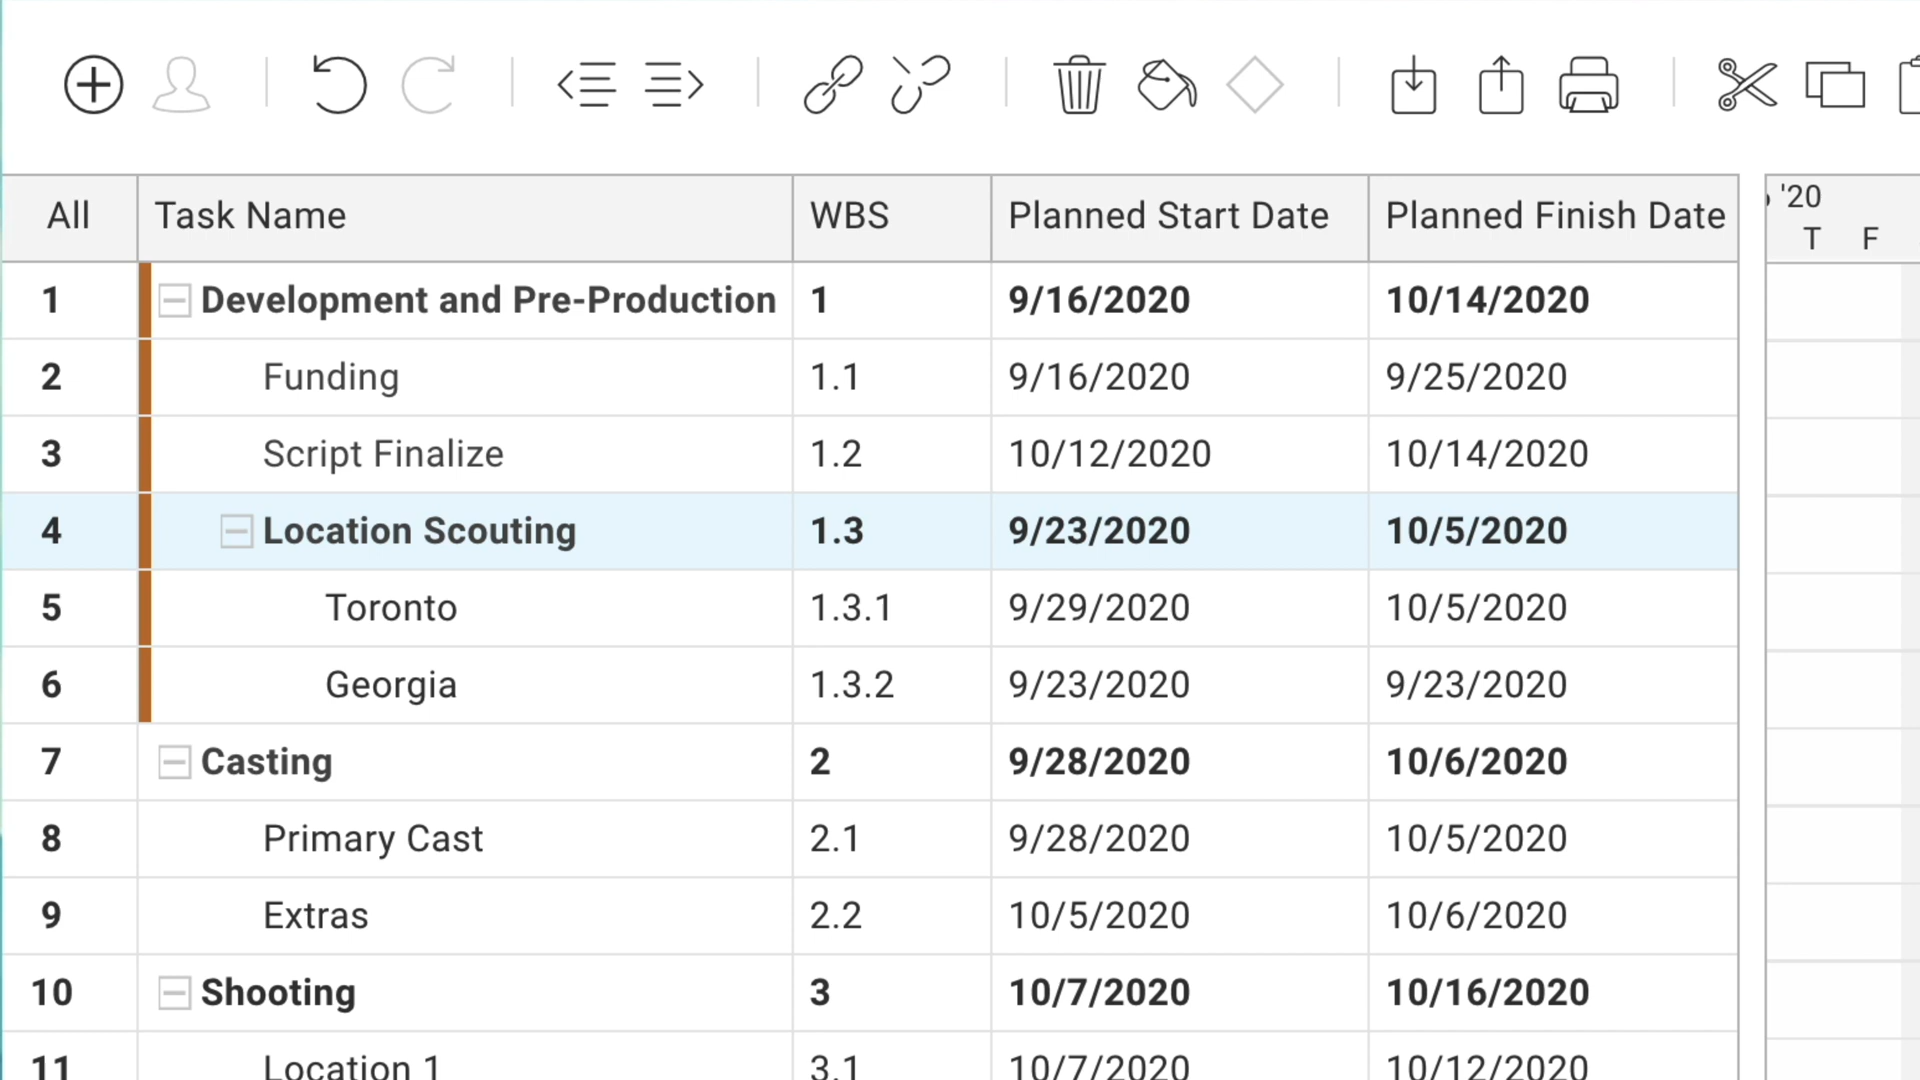 All Task Name WBS Planned Start Date Planned Finish Date '20
T F
1 Development and Pre-Production 1 9/16/2020 10/14/2020
2 Funding 1.1 9/16/2020 9/25/2020
3 Script Finalize 1.2 10/12/2020 10/14/2020
4 Location Scouting 1.3 9/23/2020 10/5/2020
5 Toronto 1.3.1 9/29/2020 10/5/2020
6 Georgia 1.3.2 9/23/2020 9/23/2020
7 Casting 2 9/28/2020 10/6/2020
8 Primary Cast 2.1 9/28/2020 10/5/2020
9 Extras 2.2 10/5/2020 10/6/2020
10 Shooting 3 10/7/2020 10/16/2020
11 Location 1 3.1 10/7/2020 10/12/2020